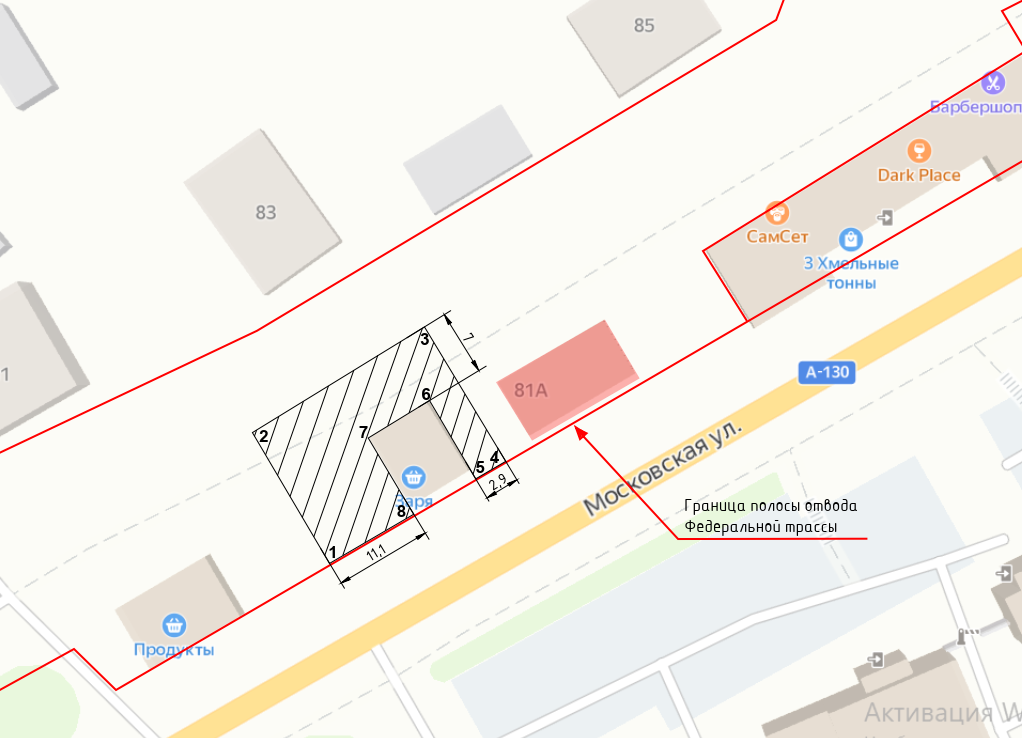 85
Барбершоп
Dark Place
83
СамСет
3 Хмельные
тонны
1
3
7
2
6
81А
А-130
7
Заря
5
4
2,9
8
Московская ул.
Граница полосы отвода
Федеральной трассы
1
11,1
Продукты
Активация W